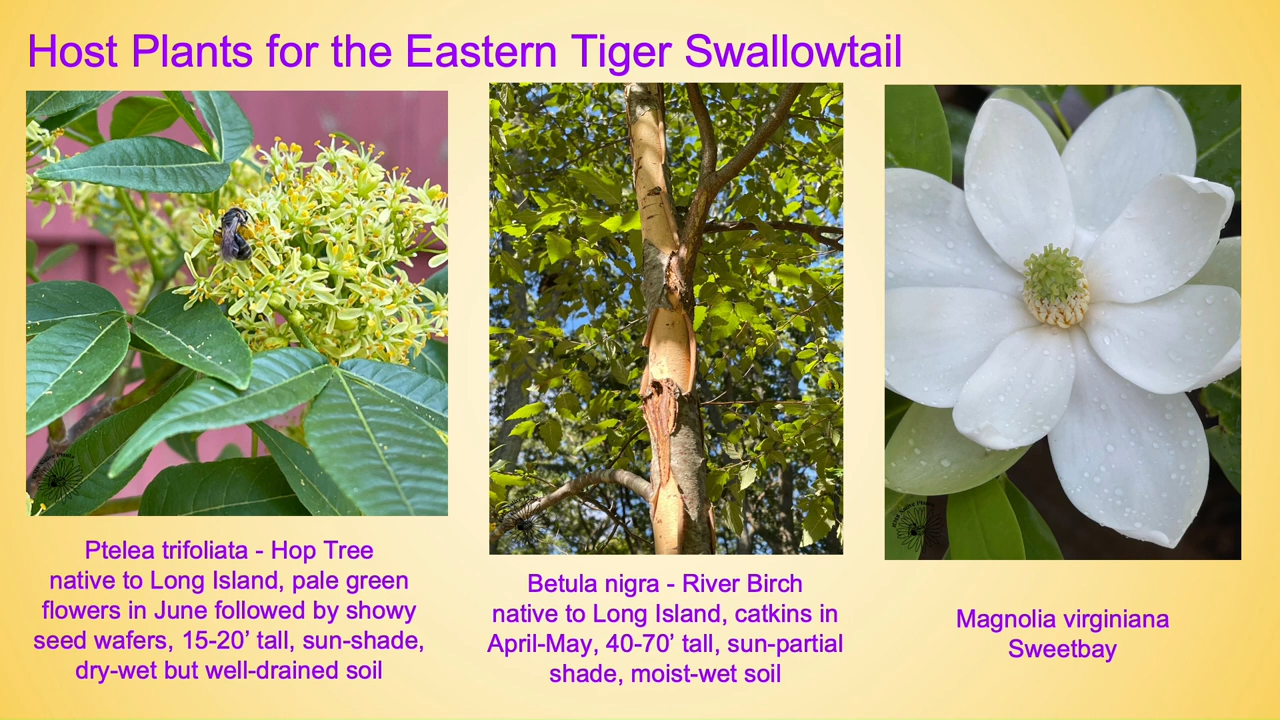 Host Plants for the Eastern Tiger Swallowtail
Ptelea trifoliata - Hop Tree
native to Long Island, pale green
flowers in June followed by showy
seed wafers, 15-20’ tall, sun-shade,
dry-wet but well-drained soil
Betula nigra - River Birch
native to Long Island, catkins in
April-May, 40-70’ tall, sun-partial
shade, moist-wet soil
Magnolia virginiana
Sweetbay